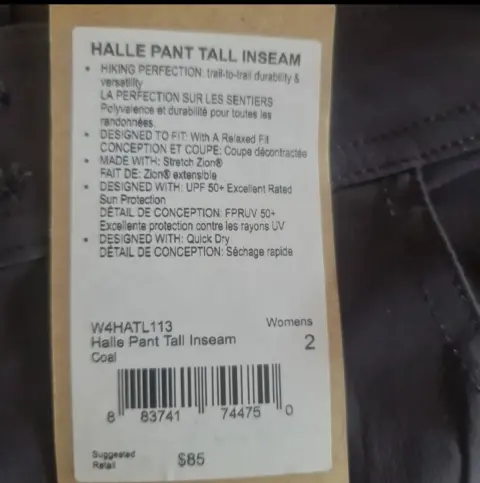 HALLE PANT TALL INSEAM
• HIKING PERFECTION: trail-to-trail durability &
versatility
LA PERFECTION SUR LES SENTIERS
Polyvalence et durabilité pour toutes les
randonnées.
• DESIGNED TO FIT: With A Relaxed Fit
CONCEPTION ET COUPE: Coupe décontractée
• MADE WITH: Stretch Zion®
FAIT DE: Zion® extensible
• DESIGNED WITH: UPF 50+ Excellent Rated
Sun Protection
DÉTAIL DE CONCEPTION: FPRUV 50+
Excellente protection contre les rayons UV
• DESIGNED WITH: Quick Dry
DÉTAIL DE CONCEPTION: Séchage rapide
W4HATL113 Womens
Halle Pant Tall Inseam 2
Coal
8 83741 74475 0
Suggested
Retail $85